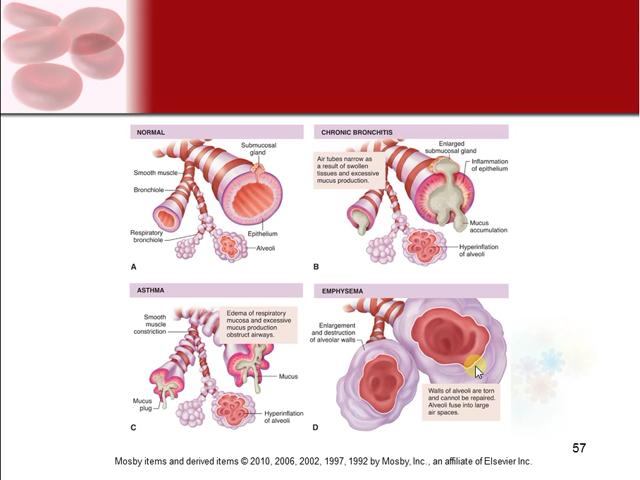 NORMAL
Submucosal
gland
Smooth muscle
Bronchiole
Respiratory
bronchiole
Epithelium
Alveoli
A
CHRONIC BRONCHITIS
Enlarged
submucosal gland
Air tubes narrow as
a result of swollen
tissues and excessive
mucus production.
Inflammation
of epithelium
Mucus
accumulation
Hyperinflation
of alveoli
B
ASTHMA
Smooth
muscle
constriction
Edema of respiratory
mucosa and excessive
mucus production
obstruct airways.
Mucus
Mucus
plug
Hyperinflation
of alveoli
C
EMPHYSEMA
Enlargement
and destruction
of alveolar walls
Walls of alveoli are torn
and cannot be repaired.
Alveoli fuse into large
air spaces.
D
57
Mosby items and derived items © 2010, 2006, 2002, 1997, 1992 by Mosby, Inc., an affiliate of Elsevier Inc.